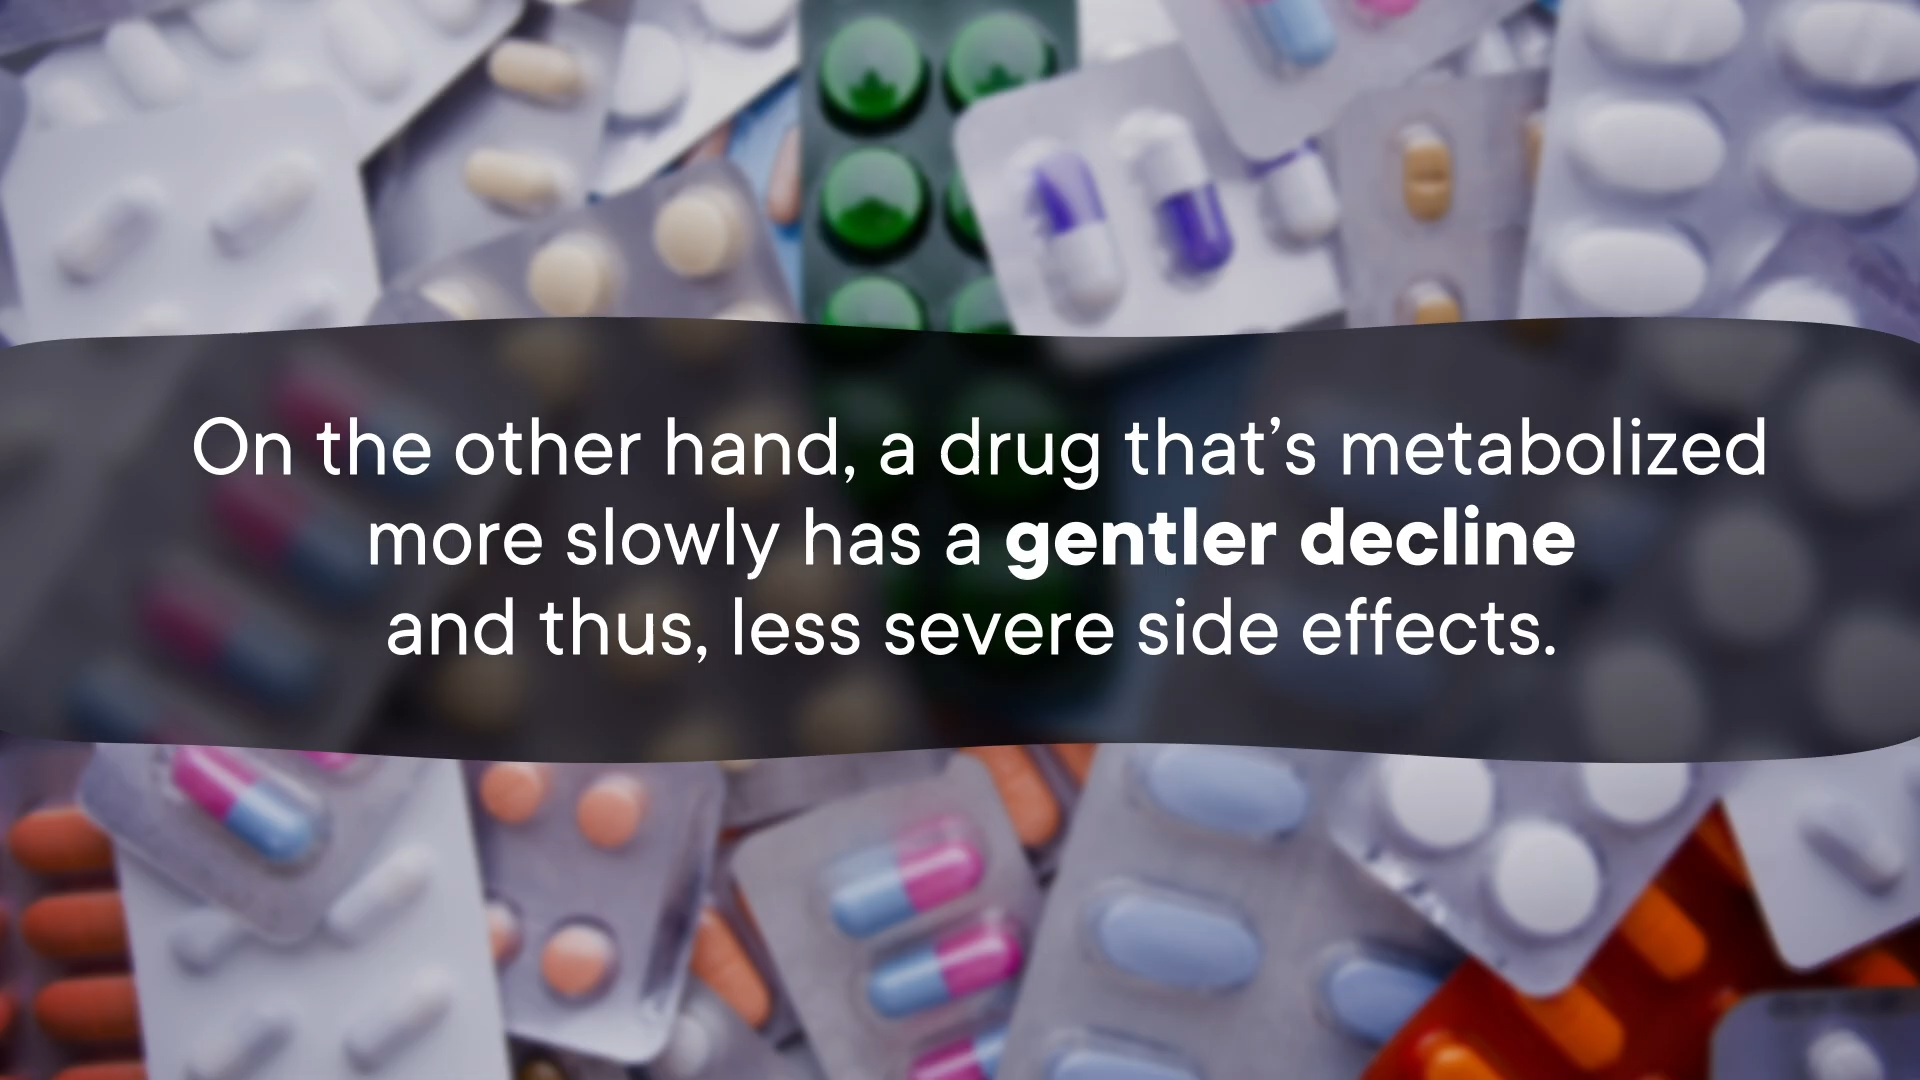 On the other hand, a drug that’s metabolized
more slowly has a gentler decline
and thus, less severe side effects.